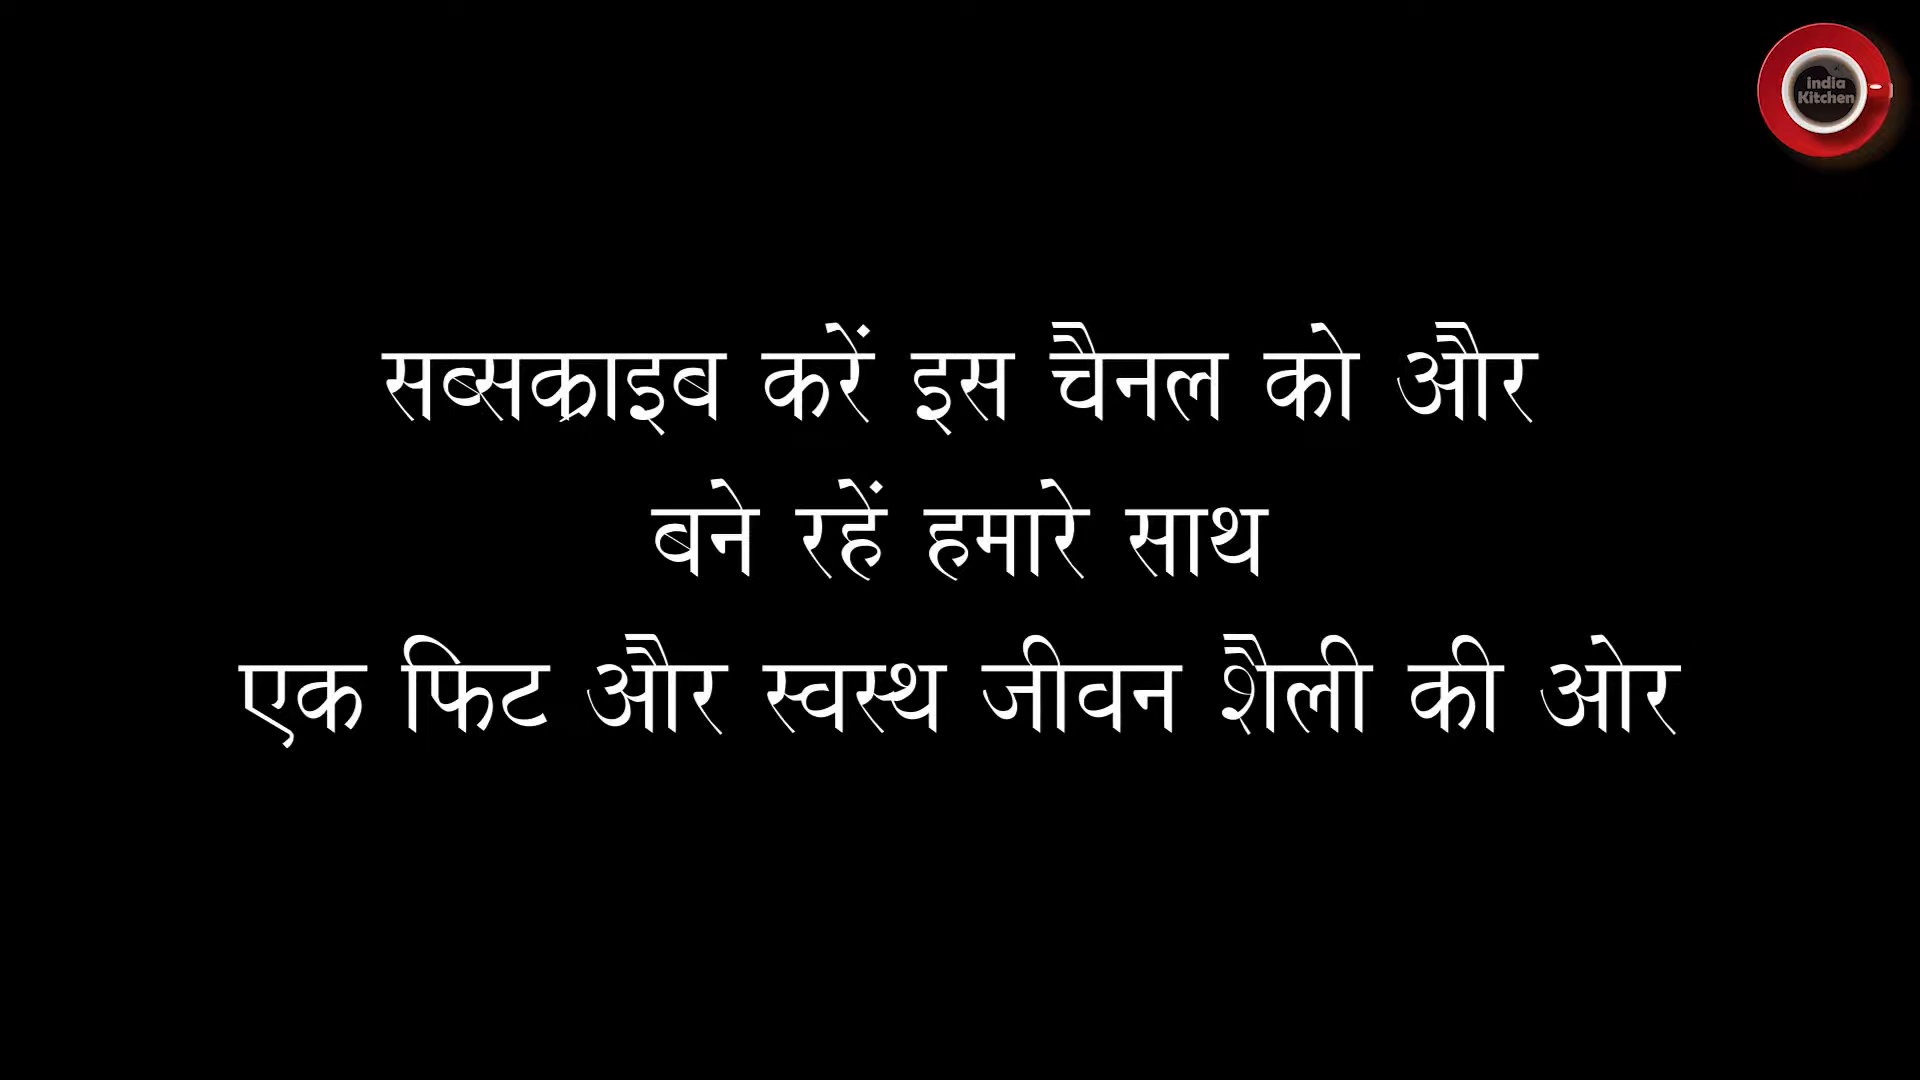 india
Kitchen
सब्सक्राइब करें इस चैनल को और
बने रहें हमारे साथ
एक फिट और स्वस्थ जीवन शैली की ओर